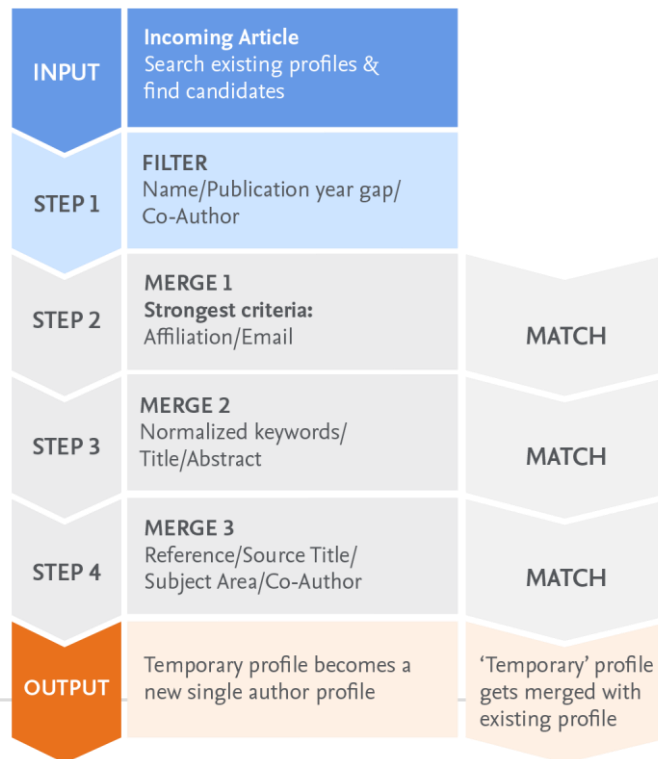 INPUT
Incoming Article
Search existing profiles &
find candidates
STEP 1
FILTER
Name/Publication year gap/
Co-Author
STEP 2
MERGE 1
Strongest criteria:
Affiliation/Email
MATCH
STEP 3
MERGE 2
Normalized keywords/
Title/Abstract
MATCH
STEP 4
MERGE 3
Reference/Source Title/
Subject Area/Co-Author
MATCH
OUTPUT
Temporary profile becomes a
new single author profile
‘Temporary’ profile
gets merged with
existing profile